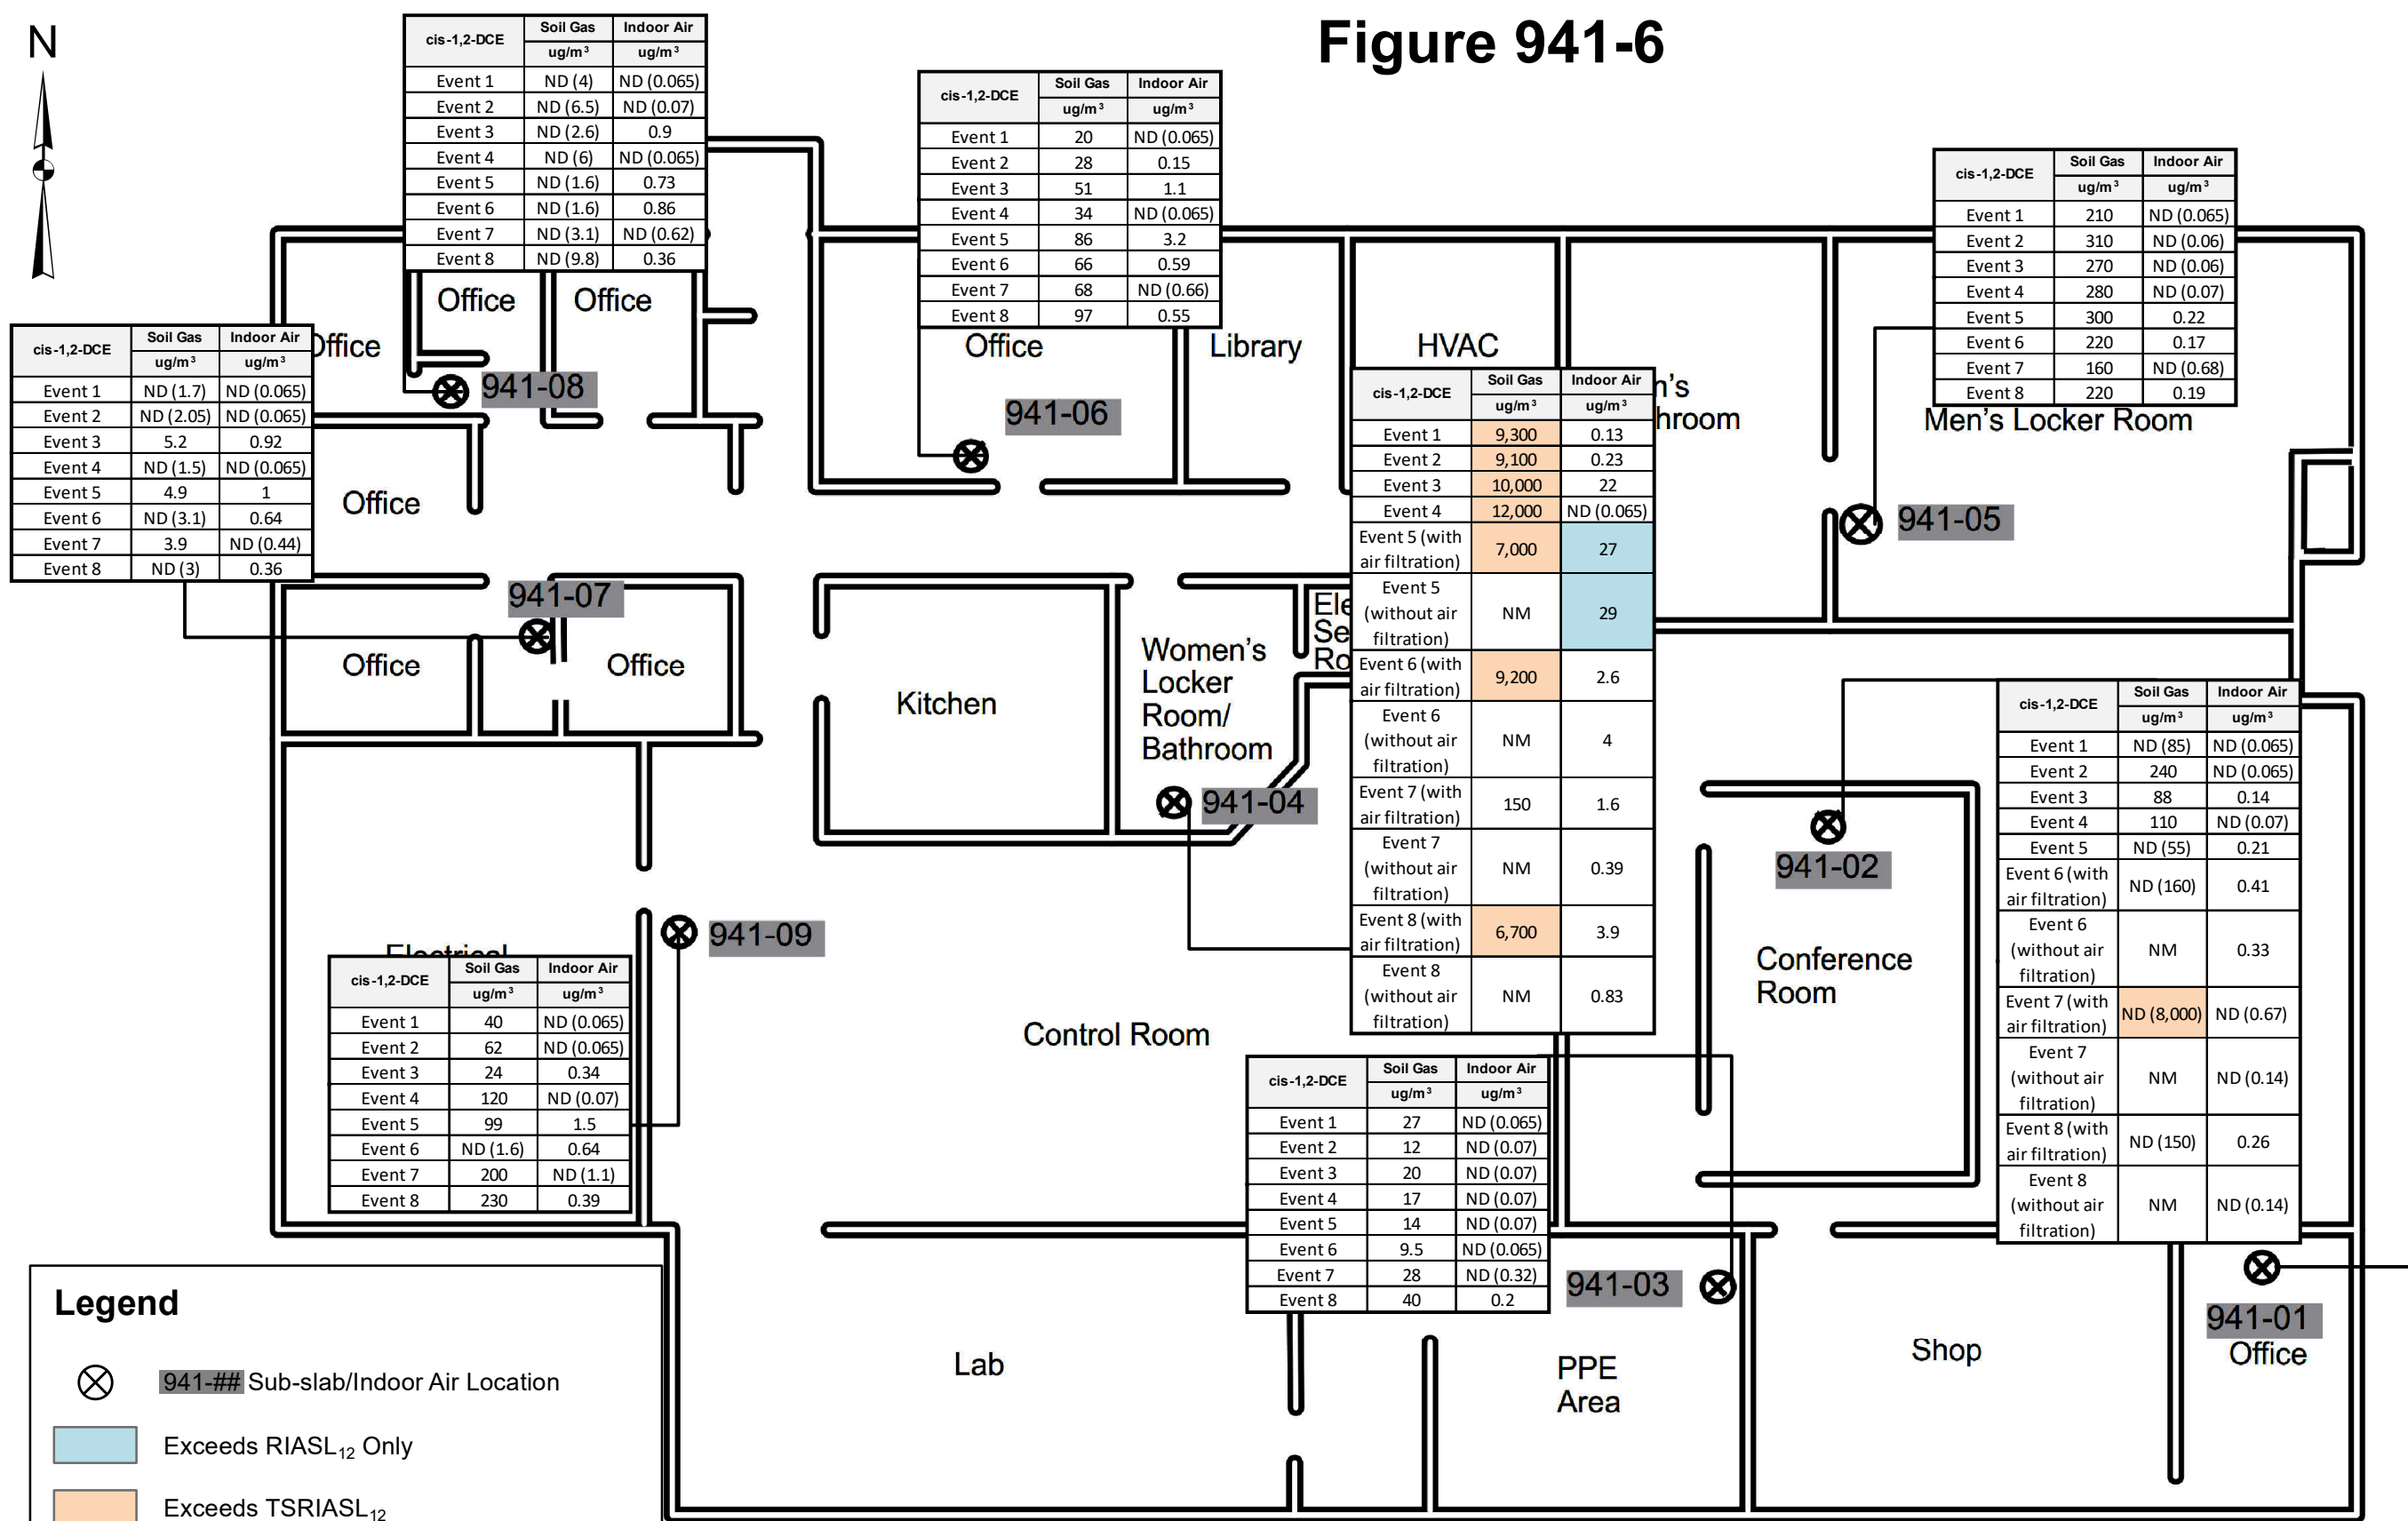 Figure 941-6
N
cis-1,2-DCE Soil Gas Indoor Air
ug/m³ ug/m³
Event 1 ND (4) ND (0.065)
Event 2 ND (6.5) ND (0.07)
Event 3 ND (2.6) 0.9
Event 4 ND (6) ND (0.065)
Event 5 ND (1.6) 0.73
Event 6 ND (1.6) 0.86
Event 7 ND (3.1) ND (0.62)
Event 8 ND (9.8) 0.36
cis-1,2-DCE Soil Gas Indoor Air
ug/m³ ug/m³
Event 1 20 ND (0.065)
Event 2 28 0.15
Event 3 51 1.1
Event 4 34 ND (0.065)
Event 5 86 3.2
Event 6 66 0.59
Event 7 68 ND (0.66)
Event 8 97 0.55
cis-1,2-DCE Soil Gas Indoor Air
ug/m³ ug/m³
Event 1 210 ND (0.065)
Event 2 310 ND (0.06)
Event 3 270 ND (0.06)
Event 4 280 ND (0.07)
Event 5 300 0.22
Event 6 220 0.17
Event 7 160 ND (0.68)
Event 8 220 0.19
Office
Office
Office
Office
Library
HVAC
cis-1,2-DCE Soil Gas Indoor Air
ug/m³ ug/m³
Event 1 ND (1.7) ND (0.065)
Event 2 ND (2.05) ND (0.065)
Event 3 5.2 0.92
Event 4 ND (1.5) ND (0.065)
Event 5 4.9 1
Event 6 ND (3.1) 0.64
Event 7 3.9 ND (0.44)
Event 8 ND (3) 0.36
941-08
941-06
n's
hroom
Men's Locker Room
941-05
Office
941-07
Office
Office
Kitchen
Women's
Locker
Room/
Bathroom
Ele
Se
Ro
941-04
cis-1,2-DCE Soil Gas Indoor Air
ug/m³ ug/m³
Event 1 9,300 0.13
Event 2 9,100 0.23
Event 3 10,000 22
Event 4 12,000 ND (0.065)
Event 5 (with
air filtration) 7,000 27
Event 5
(without air
filtration) NM 29
Event 6 (with
air filtration) 9,200 2.6
Event 6
(without air
filtration) NM 4
Event 7 (with
air filtration) 150 1.6
Event 7
(without air
filtration) NM 0.39
Event 8 (with
air filtration) 6,700 3.9
Event 8
(without air
filtration) NM 0.83
941-02
Conference
Room
cis-1,2-DCE Soil Gas Indoor Air
ug/m³ ug/m³
Event 1 ND (85) ND (0.065)
Event 2 240 ND (0.065)
Event 3 88 0.14
Event 4 110 ND (0.07)
Event 5 ND (55) 0.21
Event 6 (with
air filtration) ND (160) 0.41
Event 6
(without air
filtration) NM 0.33
Event 7 (with
air filtration) ND (8,000) ND (0.67)
Event 7
(without air
filtration) NM ND (0.14)
Event 8 (with
air filtration) ND (150) 0.26
Event 8
(without air
filtration) NM ND (0.14)
941-09
Electrical
cis-1,2-DCE Soil Gas Indoor Air
ug/m³ ug/m³
Event 1 40 ND (0.065)
Event 2 62 ND (0.065)
Event 3 24 0.34
Event 4 120 ND (0.07)
Event 5 99 1.5
Event 6 ND (1.6) 0.64
Event 7 200 ND (1.1)
Event 8 230 0.39
Control Room
cis-1,2-DCE Soil Gas Indoor Air
ug/m³ ug/m³
Event 1 27 ND (0.065)
Event 2 12 ND (0.07)
Event 3 20 ND (0.07)
Event 4 17 ND (0.07)
Event 5 14 ND (0.07)
Event 6 9.5 ND (0.065)
Event 7 28 ND (0.32)
Event 8 40 0.2
941-03
941-01
Office
Lab
PPE
Area
Shop
Legend
941-## Sub-slab/Indoor Air Location
Exceeds RIASL₁₂ Only
Exceeds TSRIASL₁₂